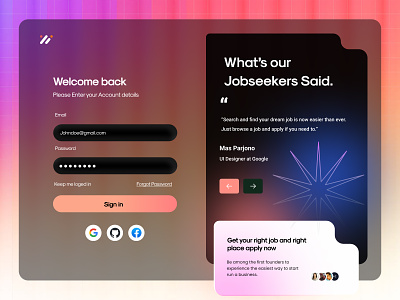 Welcome back
Please Enter your Account details
Email
Johndoe@gmail.com
Password
Keep me loged in
Forgot Password
Sign in
What's our
Jobseekers Said.
“
"Search and find your dream job is now easier than ever.
Just browse a job and apply if you need to."
Mas Parjono
UI Designer at Google
Get your right job and right
place apply now
Be among the first founders to
experience the easiest way to start
run a business.